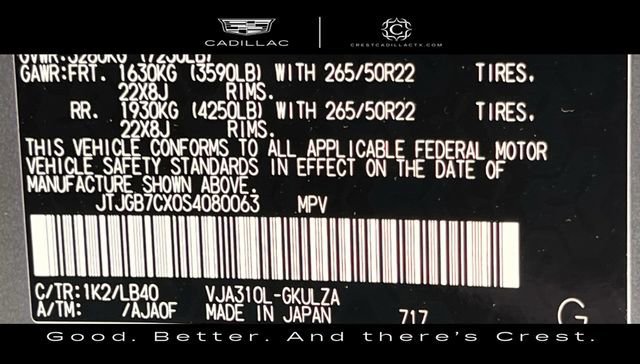 CADILLAC
CRESTCADILLACTX.COM
GVWR:3280KG (7230LB)
GAWR:FRT. 1630KG (3590LB) WITH 265/50R22 TIRES.
22X8J RIMS.
RR. 1930KG (4250LB) WITH 265/50R22 TIRES.
22X8J RIMS.
THIS VEHICLE CONFORMS TO ALL APPLICABLE FEDERAL MOTOR
VEHICLE SAFETY STANDARDS IN EFFECT ON THE DATE OF
MANUFACTURE SHOWN ABOVE.
JTJGB7CX0S4080063 MPV
C/TR:1K2/LB40 VJA310L-GKULZA
A/TM: /AJA0F MADE IN JAPAN 717 G
Good. Better. And there's Crest.